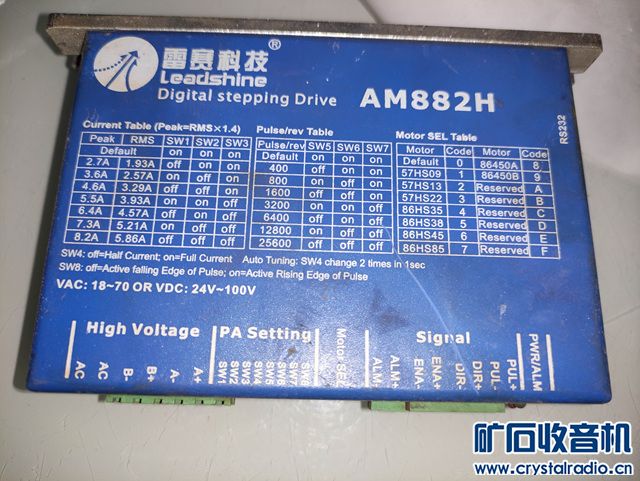 雷赛科技®
Leadshine
Digital stepping Drive AM882H
RS232
Current Table (Peak=RMS×1.4)
Peak RMS SW1 SW2 SW3
Default on on on
2.7A 1.93A off on on
3.6A 2.57A on off on
4.6A 3.29A off off on
5.5A 3.93A on on off
6.4A 4.57A off on off
7.3A 5.21A on off off
8.2A 5.86A off off off
Pulse/rev Table
Pulse/rev SW5 SW6 SW7
Default on on on
400 off on on
800 on off on
1600 off off on
3200 on on off
6400 off on off
12800 on off off
25600 off off off
Motor SEL Table
Motor Code Motor Code
Default 0 86450A 8
57HS09 1 86450B 9
57HS13 2 Reserved A
57HS22 3 Reserved B
86HS35 4 Reserved C
86HS38 5 Reserved D
86HS45 6 Reserved E
86HS85 7 Reserved F
SW4: off=Half Current; on=Full Current Auto Tuning: SW4 change 2 times in 1sec
SW8: off=Active falling Edge of Pulse; on=Active Rising Edge of Pulse
VAC: 18~70 OR VDC: 24V~100V
High Voltage
PA Setting
Motor SEL
Signal
PWR/ALM
AC
AC
B-
B+
A-
A+
SW1
SW2
SW3
SW4
SW5
SW6
SW7
SW8
ALM-
ALM+
ENA-
ENA+
DIR-
DIR+
PUL-
PUL+
矿石收音机
www.crystalradio.cn